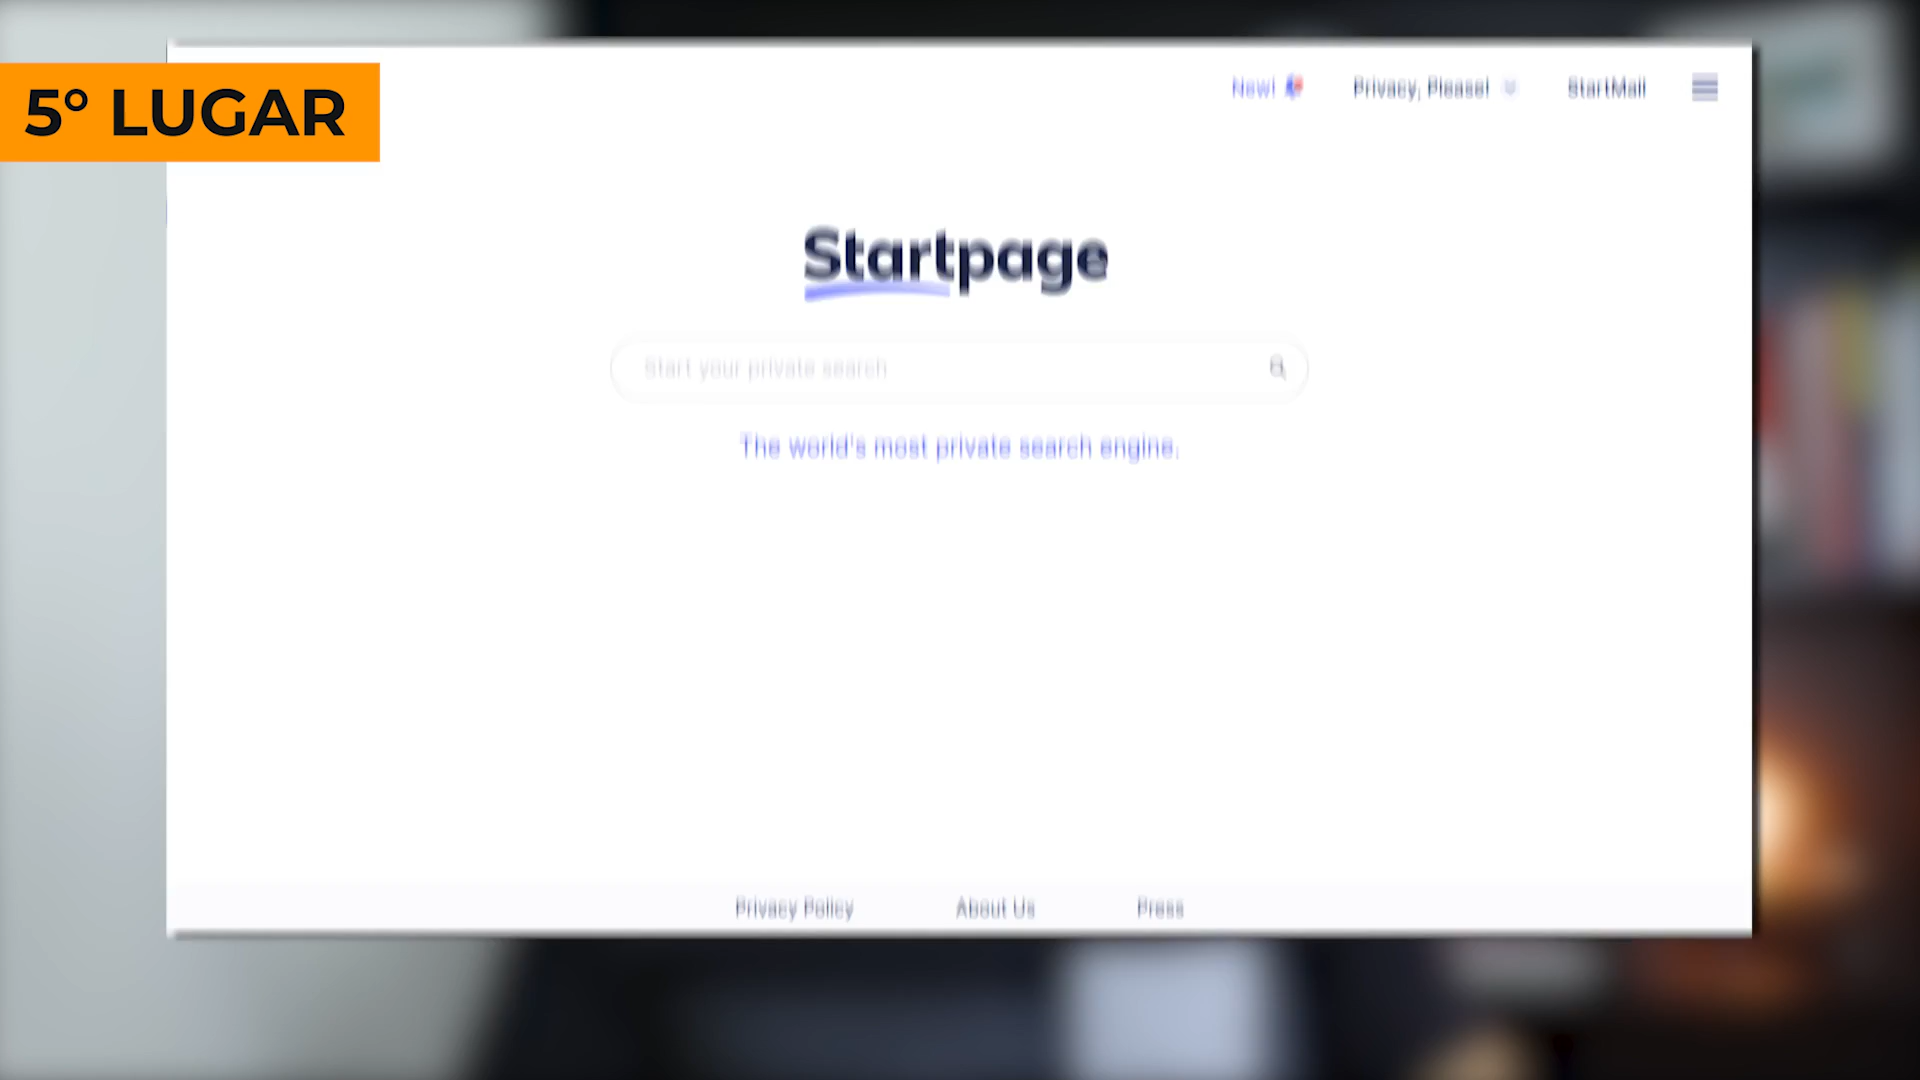 5° LUGAR
New!
Privacy, Please!
StartMail
Startpage
Start your private search
The world's most private search engine.
Privacy Policy
About Us
Press